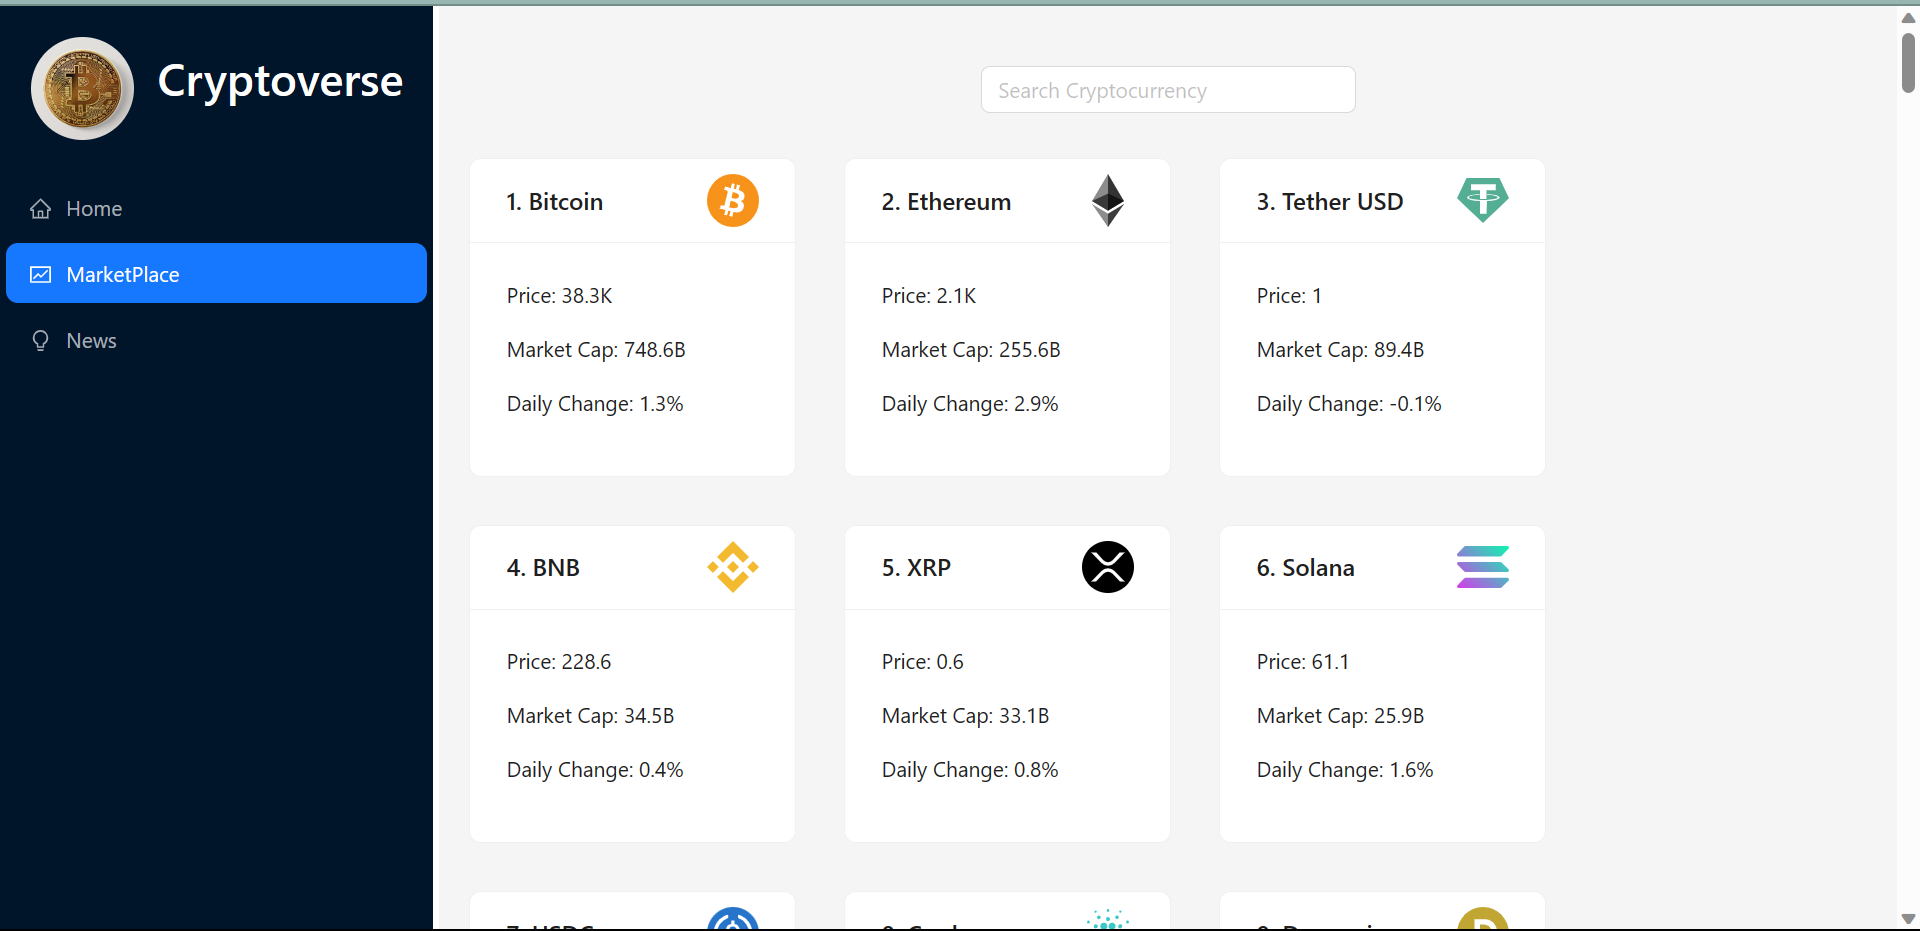 Cryptoverse
Home
MarketPlace
News
Search Cryptocurrency
1. Bitcoin
Price: 38.3K
Market Cap: 748.6B
Daily Change: 1.3%
2. Ethereum
Price: 2.1K
Market Cap: 255.6B
Daily Change: 2.9%
3. Tether USD
Price: 1
Market Cap: 89.4B
Daily Change: -0.1%
4. BNB
Price: 228.6
Market Cap: 34.5B
Daily Change: 0.4%
5. XRP
Price: 0.6
Market Cap: 33.1B
Daily Change: 0.8%
6. Solana
Price: 61.1
Market Cap: 25.9B
Daily Change: 1.6%
7. USDC